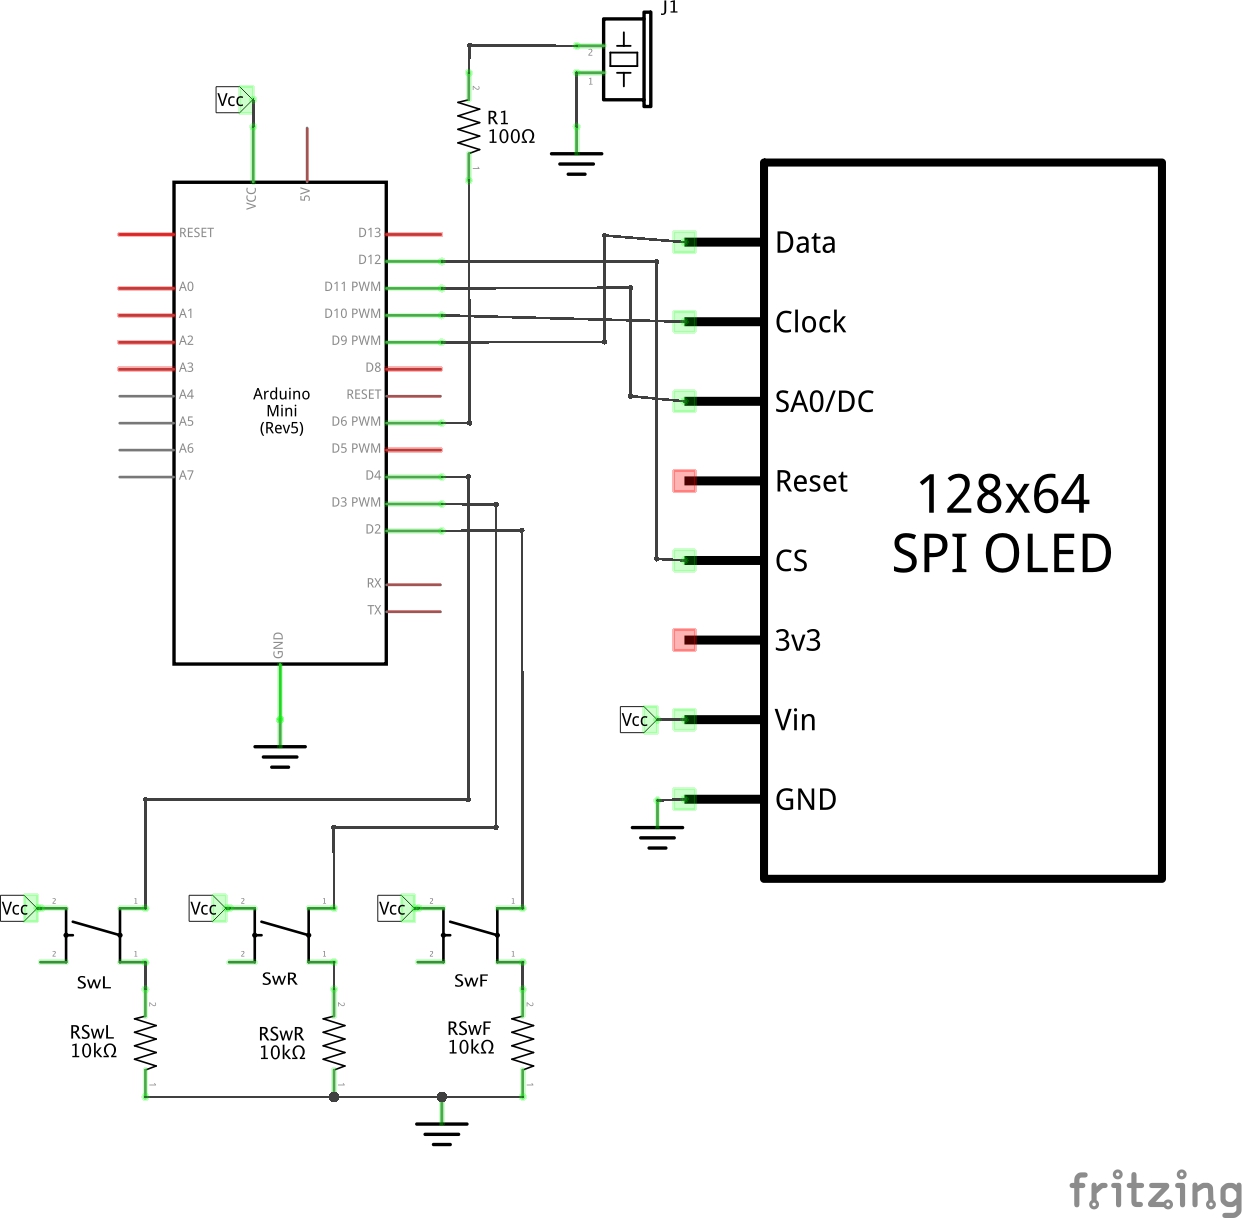 J1
2
1
Vcc
2
R1
100Ω
1
VCC
5V
RESET
D13
D12
A0
D11 PWM
A1
D10 PWM
A2
D9 PWM
A3
D8
A4
RESET
A5
D6 PWM
A6
D5 PWM
A7
D4
D3 PWM
D2
RX
TX
GND
Arduino
Mini
(Rev5)
Data
Clock
SA0/DC
Reset
CS
3v3
Vin
GND
128x64
SPI OLED
Vcc
Vcc
2
1
2
1
SwL
Vcc
2
1
2
1
SwR
Vcc
2
1
2
1
SwF
2
RSwL
10kΩ
1
2
RSwR
10kΩ
1
2
RSwF
10kΩ
1
fritzing